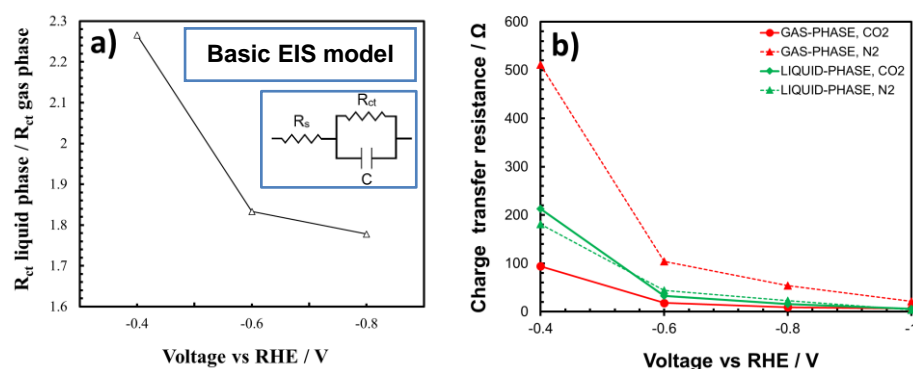 a)
Basic EIS model
Rct
Rs
C
2.3
2.2
2.1
2
1.9
1.8
1.7
1.6
-0.4
-0.6
-0.8
Rct liquid phase / Rct gas phase
Voltage vs RHE / V
b)
GAS-PHASE, CO2
GAS-PHASE, N2
LIQUID-PHASE, CO2
LIQUID-PHASE, N2
600
500
400
300
200
100
0
-0.4
-0.6
-0.8
-1
Charge transfer resistance / Ω
Voltage vs RHE / V